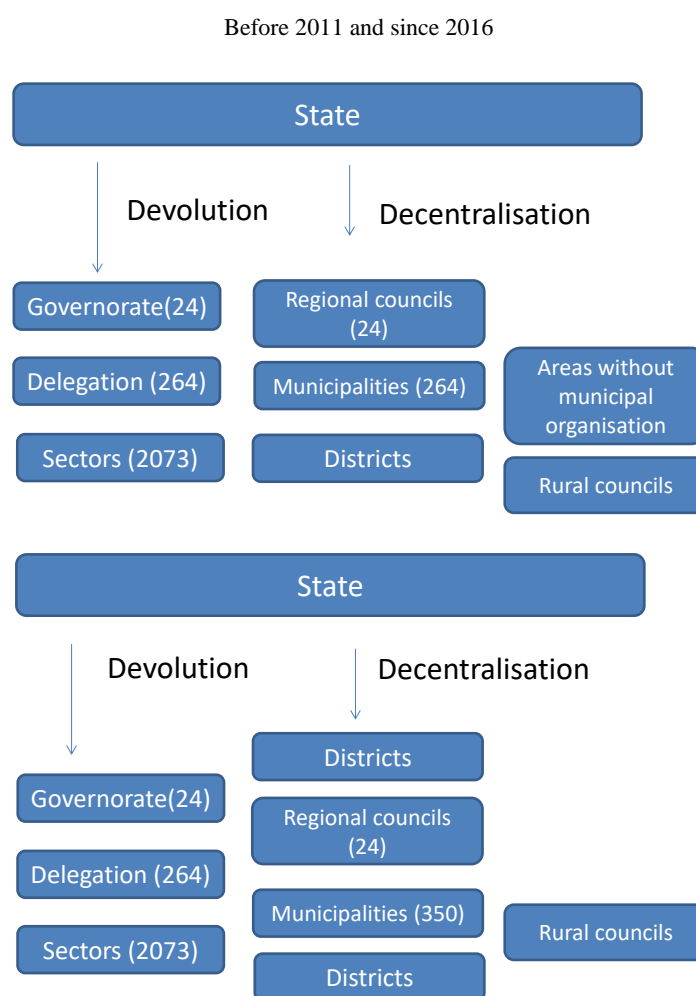 Before 2011 and since 2016
State
Devolution
Decentralisation
Governorate(24)
Regional councils
(24)
Delegation (264)
Municipalities (264)
Areas without
municipal
organisation
Sectors (2073)
Districts
Rural councils
State
Devolution
Decentralisation
Districts
Governorate(24)
Regional councils
(24)
Delegation (264)
Municipalities (350)
Rural councils
Sectors (2073)
Districts